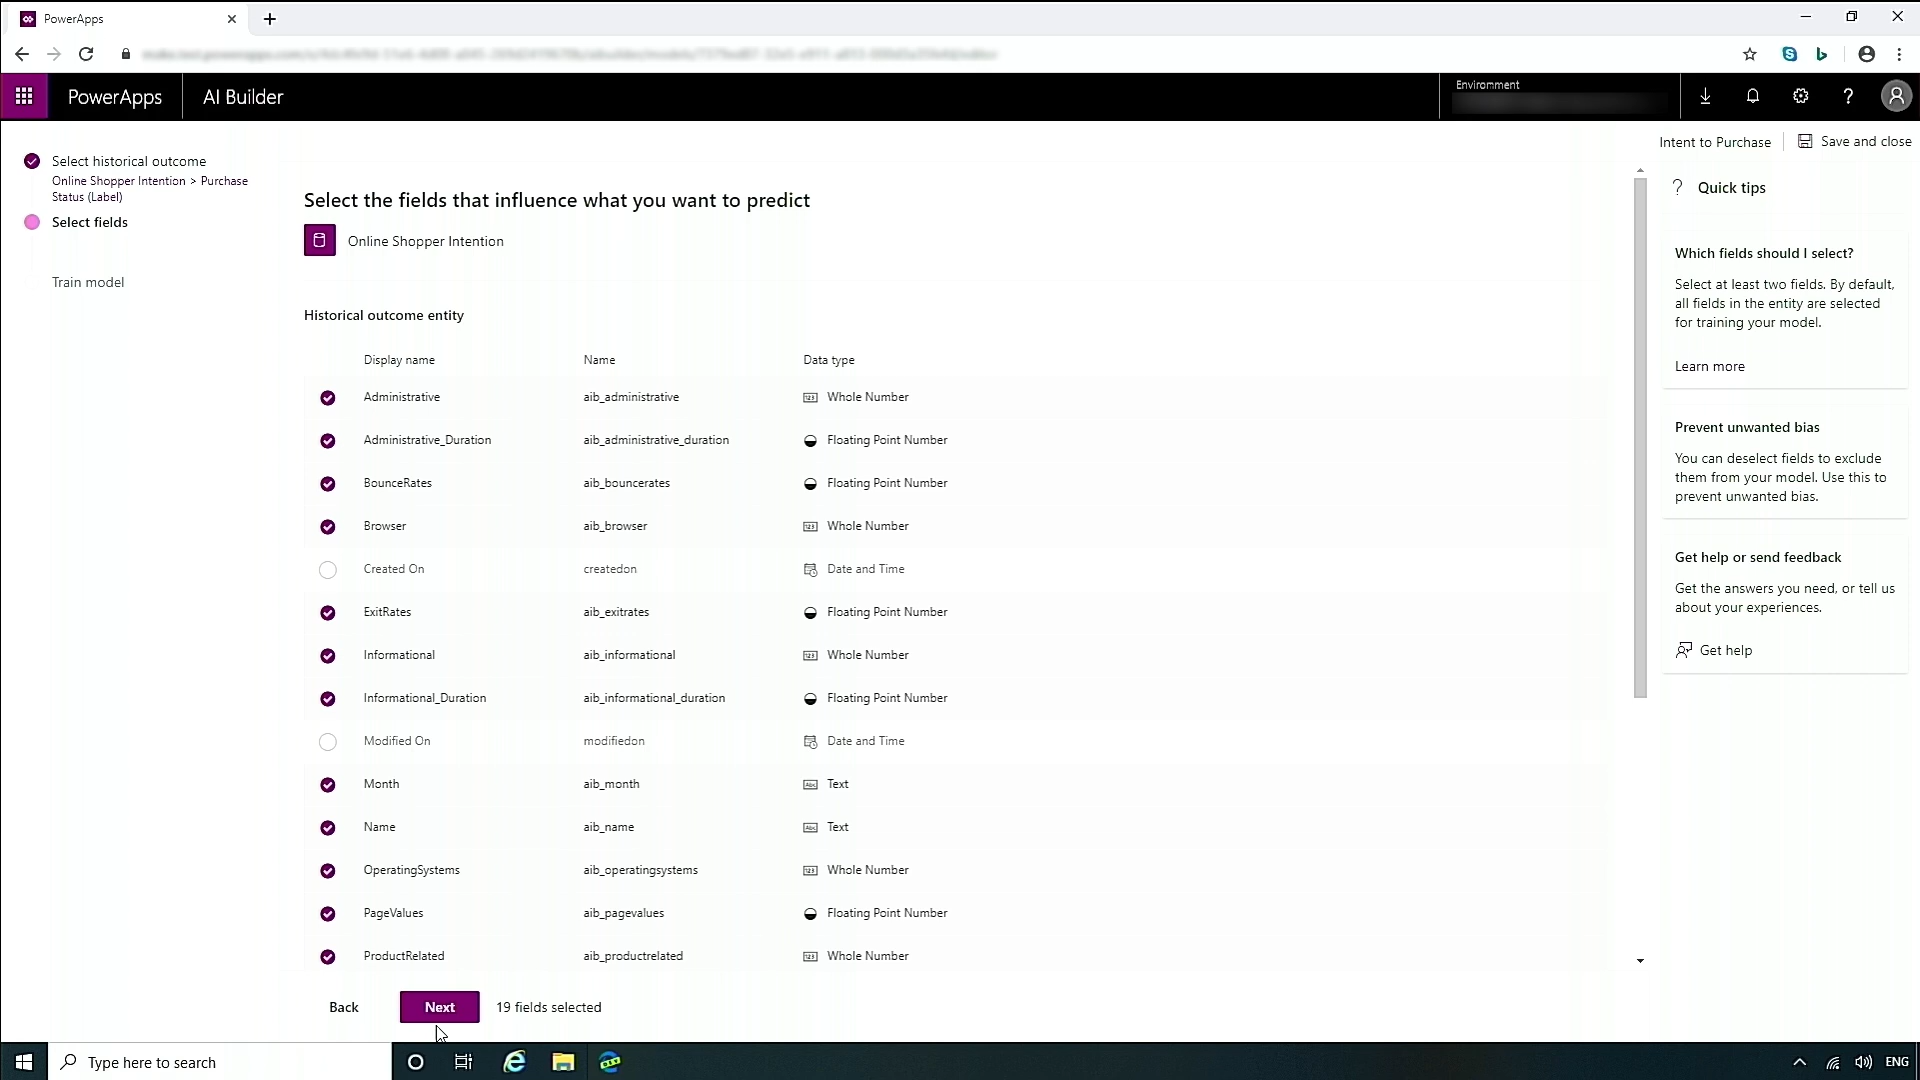 PowerApps
PowerApps
AI Builder
Environment
Select historical outcome
Online Shopper Intention > Purchase
Status (Label)
Select fields
Train model
Intent to Purchase
Save and close
Select the fields that influence what you want to predict
Online Shopper Intention
Historical outcome entity
Display name Name Data type
Administrative aib_administrative Whole Number
Administrative_Duration aib_administrative_duration Floating Point Number
BounceRates aib_bouncerates Floating Point Number
Browser aib_browser Whole Number
Created On createdon Date and Time
ExitRates aib_exitrates Floating Point Number
Informational aib_informational Whole Number
Informational_Duration aib_informational_duration Floating Point Number
Modified On modifiedon Date and Time
Month aib_month Text
Name aib_name Text
OperatingSystems aib_operatingsystems Whole Number
PageValues aib_pagevalues Floating Point Number
ProductRelated aib_productrelated Whole Number
Back Next 19 fields selected
? Quick tips
Which fields should I select?
Select at least two fields. By default,
all fields in the entity are selected
for training your model.
Learn more
Prevent unwanted bias
You can deselect fields to exclude
them from your model. Use this to
prevent unwanted bias.
Get help or send feedback
Get the answers you need, or tell us
about your experiences.
Get help
Type here to search
ENG